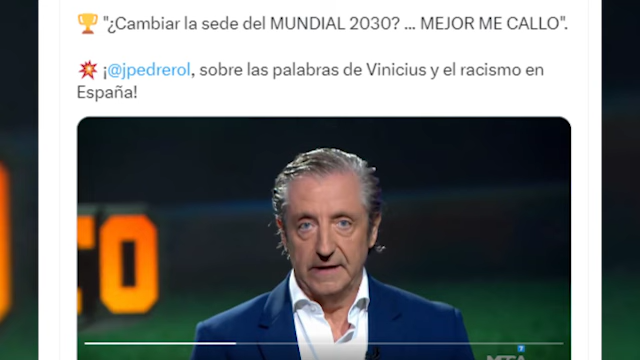 🏆 "¿Cambiar la sede del MUNDIAL 2030? ... MEJOR ME CALLO".
💥 ¡@jpedrerol, sobre las palabras de Vinicius y el racismo en
España!
TO